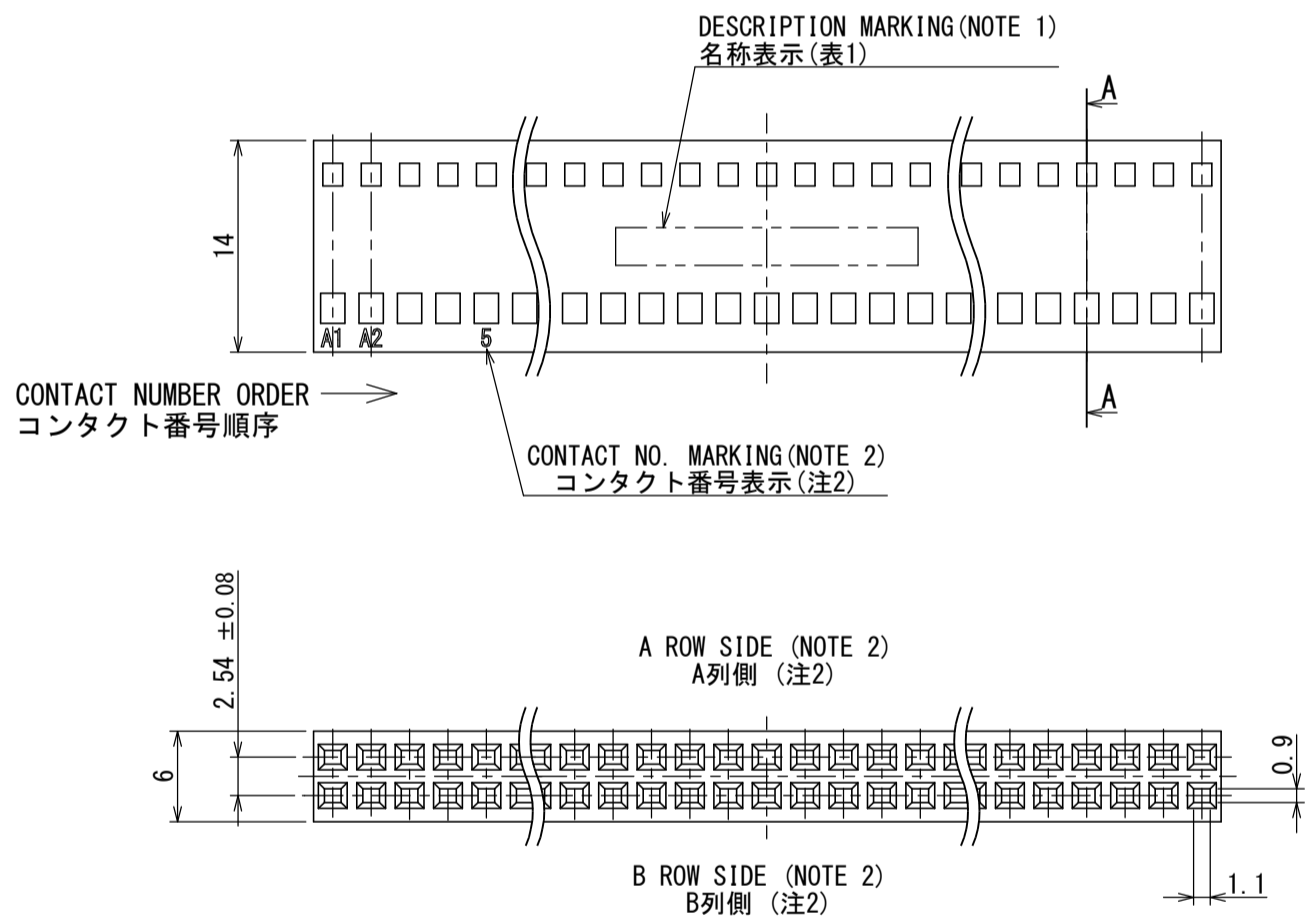 DESCRIPTION MARKING(NOTE 1)
名称表示(表1)
A
14
A1 A2 5
CONTACT NUMBER ORDER
コンタクト番号順序
A
CONTACT NO. MARKING(NOTE 2)
コンタクト番号表示(注2)
2.54 ±0.08
A ROW SIDE (NOTE 2)
A列側 (注2)
6
0.9
B ROW SIDE (NOTE 2)
B列側 (注2)
1.1